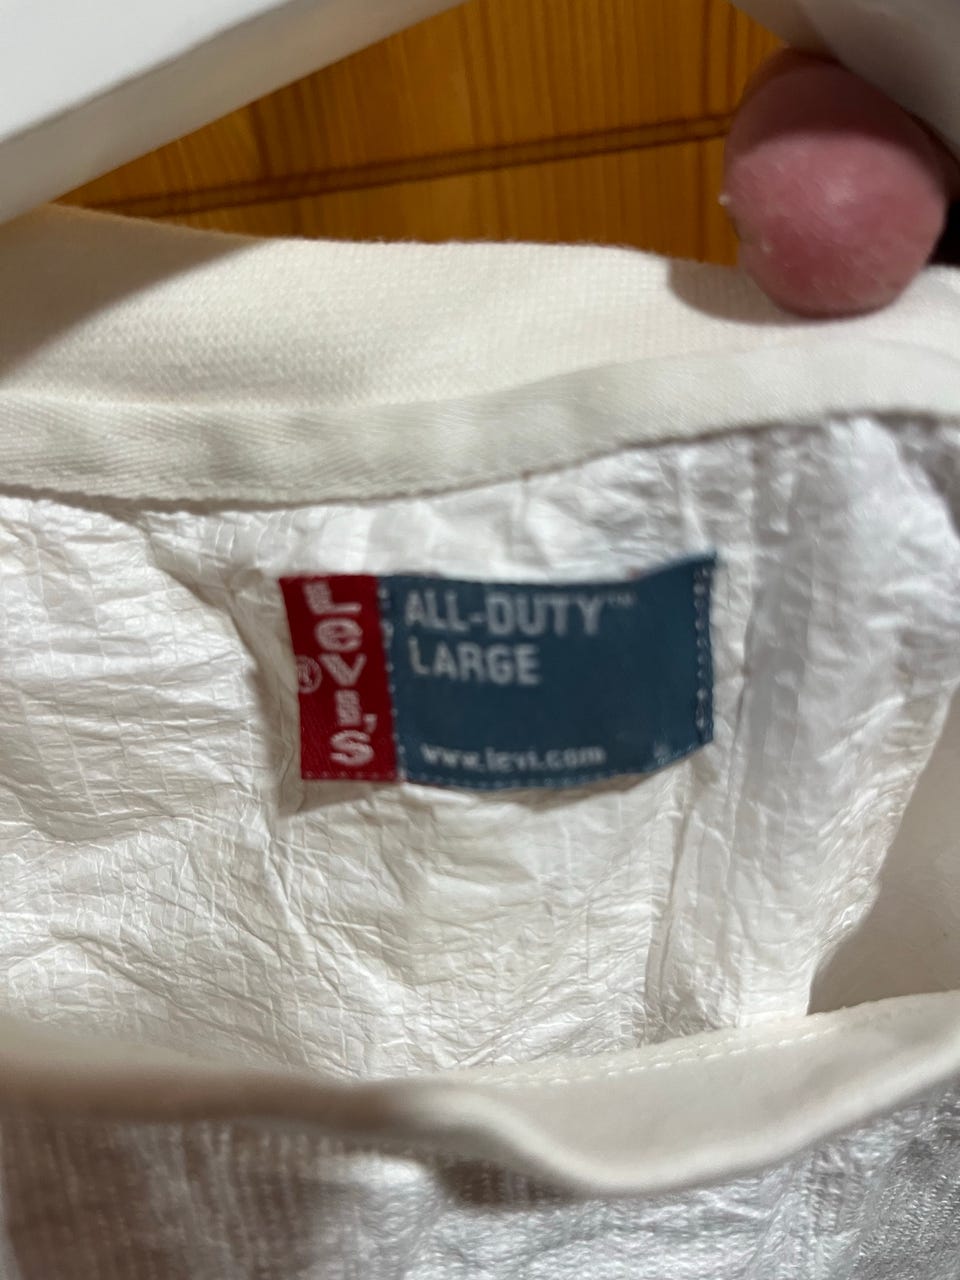 Levi's
®
ALL-DUTY™
LARGE
www.levi.com